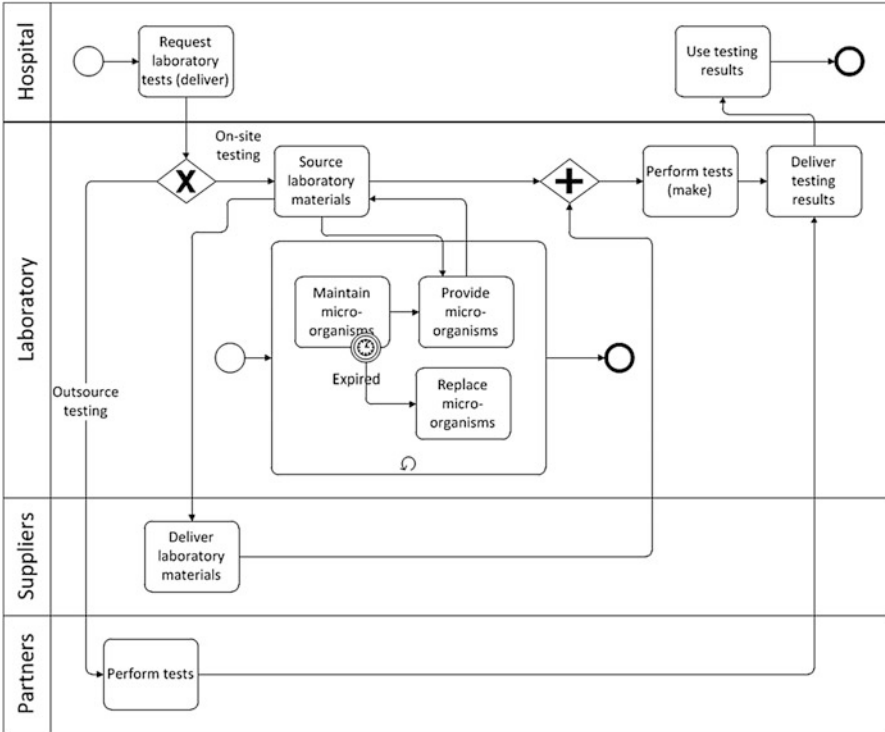 Hospital
Request
laboratory
tests (deliver)
Use testing
results
Laboratory
On-site
testing
X
Source
laboratory
materials
Perform tests
(make)
Deliver
testing
results
Maintain
micro-
organisms
Provide
micro-
organisms
Expired
Replace
micro-
organisms
Outsource
testing
Suppliers
Deliver
laboratory
materials
Partners
Perform tests